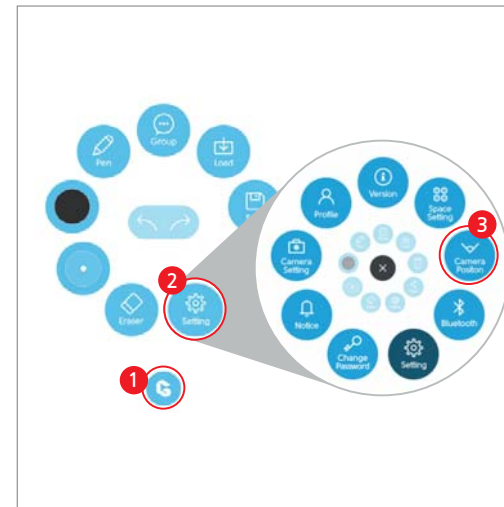 Group
Pen
Load
Eraser
Setting
2
1
Version
Profile
Space
Setting
3
Camera
Setting
Camera
Positon
Notice
Bluetooth
Change
Password
Setting